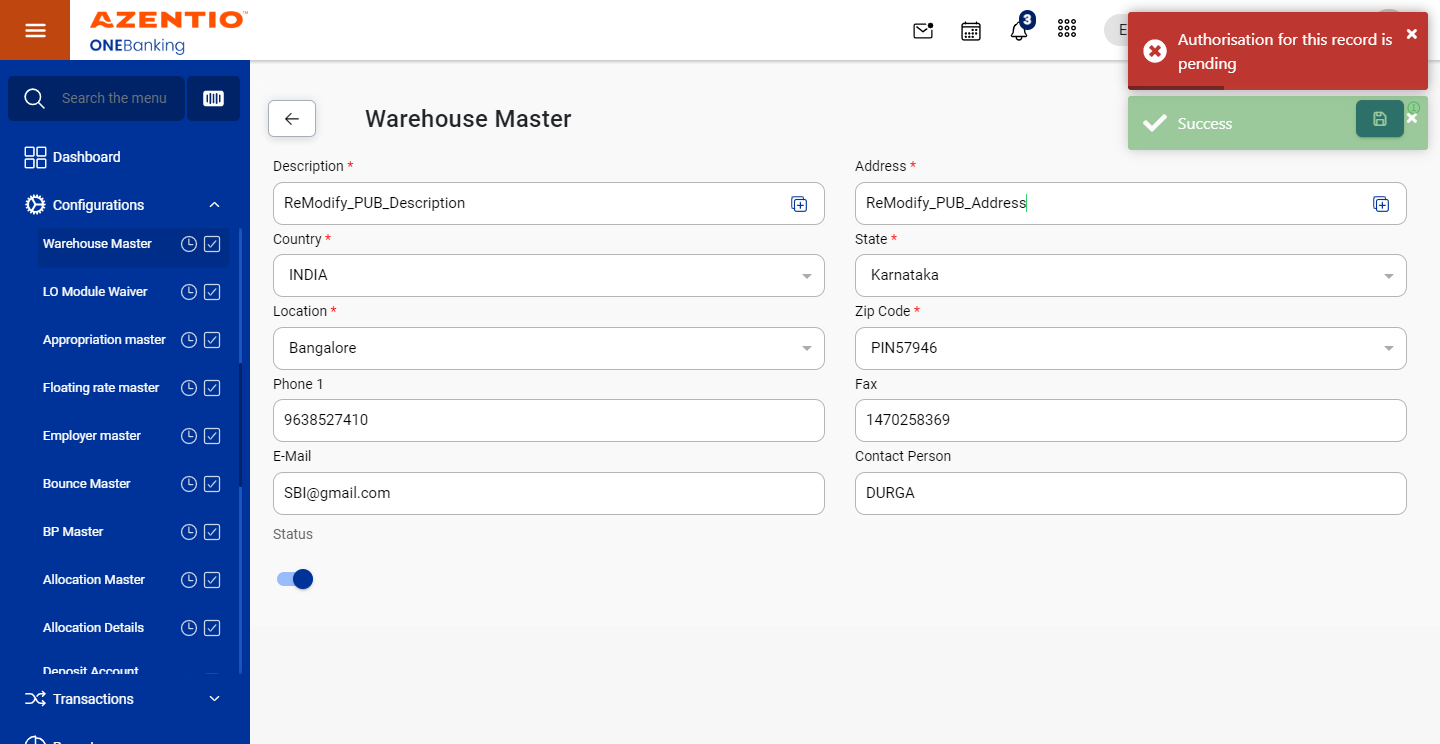 AZENTIO™
ONEBanking
3
E
Authorisation for this record is
pending
Success
Search the menu
Dashboard
Configurations
Warehouse Master
LO Module Waiver
Appropriation master
Floating rate master
Employer master
Bounce Master
BP Master
Allocation Master
Allocation Details
Deposit Account
Transactions
Warehouse Master
Description *
Address *
ReModify_PUB_Description
ReModify_PUB_Address
Country *
State *
INDIA
Karnataka
Location *
Zip Code *
Bangalore
PIN57946
Phone 1
Fax
9638527410
1470258369
E-Mail
Contact Person
SBI@gmail.com
DURGA
Status